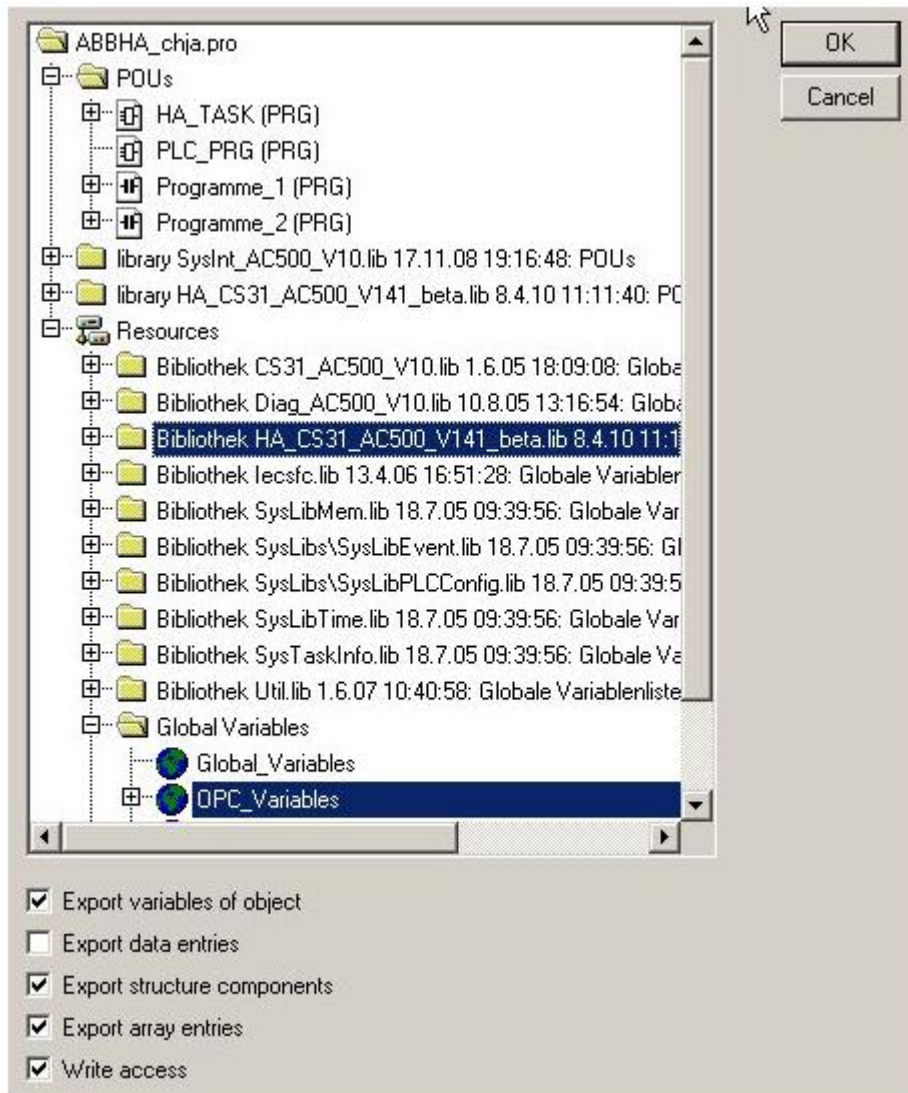 ABBHA_chja.pro
OK
POUs
Cancel
HA_TASK (PRG)
PLC_PRG (PRG)
Programme_1 (PRG)
Programme_2 (PRG)
library SysInt_AC500_V10.lib 17.11.08 19:16:48: POUs
library HA_CS31_AC500_V141_beta.lib 8.4.10 11:11:40: PO
Resources
Bibliothek CS31_AC500_V10.lib 1.6.05 18:09:08: Globa
Bibliothek Diag_AC500_V10.lib 10.8.05 13:16:54: Globa
Bibliothek HA_CS31_AC500_V141_beta.lib 8.4.10 11:1
Bibliothek Iecsfc.lib 13.4.06 16:51:28: Globale Variablen
Bibliothek SysLibMem.lib 18.7.05 09:39:56: Globale Var
Bibliothek SysLibs\SysLibEvent.lib 18.7.05 09:39:56: Gl
Bibliothek SysLibs\SysLibPLCConfig.lib 18.7.05 09:39:5
Bibliothek SysLibTime.lib 18.7.05 09:39:56: Globale Var
Bibliothek SysTaskInfo.lib 18.7.05 09:39:56: Globale Va
Bibliothek Util.lib 1.6.07 10:40:58: Globale Variablenliste
Global Variables
Global_Variables
OPC_Variables
Export variables of object
Export data entries
Export structure components
Export array entries
Write access